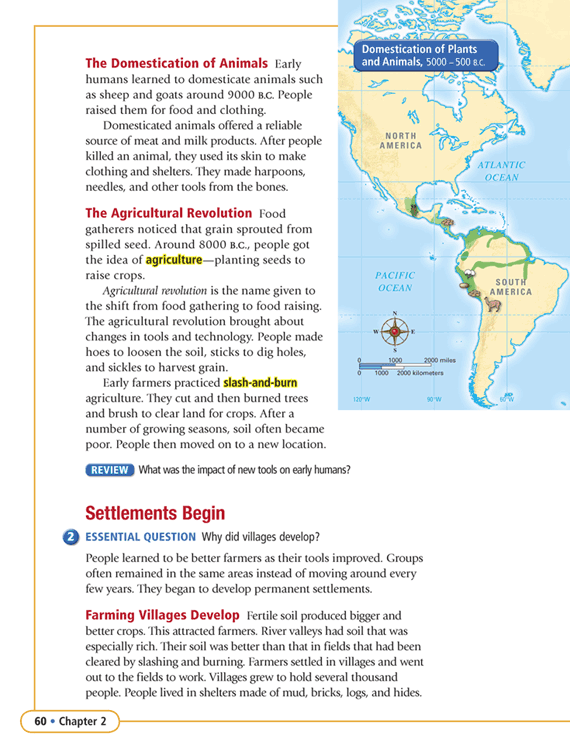 The Domestication of Animals Early
humans learned to domesticate animals such
as sheep and goats around 9000 B.C. People
raised them for food and clothing.
Domesticated animals offered a reliable
source of meat and milk products. After people
killed an animal, they used its skin to make
clothing and shelters. They made harpoons,
needles, and other tools from the bones.
The Agricultural Revolution Food
gatherers noticed that grain sprouted from
spilled seed. Around 8000 B.C., people got
the idea of agriculture—planting seeds to
raise crops.
Agricultural revolution is the name given to
the shift from food gathering to food raising.
The agricultural revolution brought about
changes in tools and technology. People made
hoes to loosen the soil, sticks to dig holes,
and sickles to harvest grain.
Early farmers practiced slash-and-burn
agriculture. They cut and then burned trees
and brush to clear land for crops. After a
number of growing seasons, soil often became
poor. People then moved on to a new location.
REVIEW What was the impact of new tools on early humans?
Domestication of Plants
and Animals, 5000–500 B.C.
NORTH
AMERICA
ATLANTIC
OCEAN
PACIFIC
OCEAN
SOUTH
AMERICA
N
W E
S
0 1000 2000 miles
0 1000 2000 kilometers
120°W 90°W 60°W
Settlements Begin
2 ESSENTIAL QUESTION Why did villages develop?
People learned to be better farmers as their tools improved. Groups
often remained in the same areas instead of moving around every
few years. They began to develop permanent settlements.
Farming Villages Develop Fertile soil produced bigger and
better crops. This attracted farmers. River valleys had soil that was
especially rich. Their soil was better than that in fields that had been
cleared by slashing and burning. Farmers settled in villages and went
out to the fields to work. Villages grew to hold several thousand
people. People lived in shelters made of mud, bricks, logs, and hides.
60 • Chapter 2